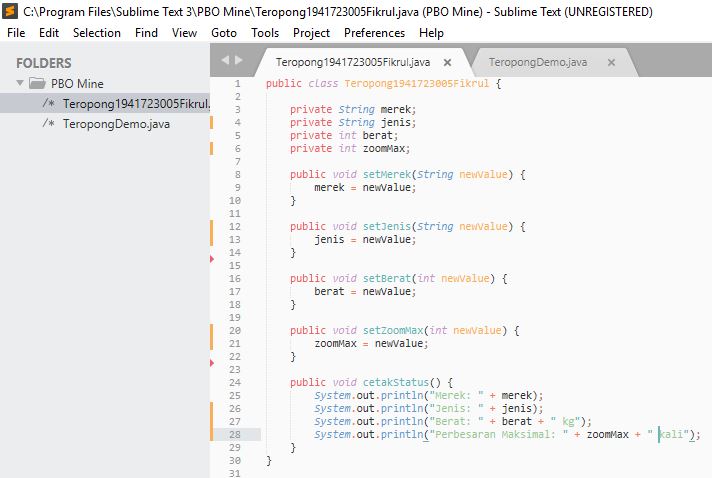 C:\Program Files\Sublime Text 3\PBO Mine\Teropong1941723005Fikrul.java (PBO Mine) - Sublime Text (UNREGISTERED)
File Edit Selection Find View Goto Tools Project Preferences Help
FOLDERS
PBO Mine
/* Teropong1941723005Fikrul.
/* TeropongDemo.java
Teropong1941723005Fikrul.java × TeropongDemo.java ×
1 public class Teropong1941723005Fikrul {
2
3     private String merek;
4     private String jenis;
5     private int berat;
6     private int zoomMax;
7
8     public void setMerek(String newValue) {
9         merek = newValue;
10     }
11
12     public void setJenis(String newValue) {
13         jenis = newValue;
14     }
15
16     public void setBerat(int newValue) {
17         berat = newValue;
18     }
19
20     public void setZoomMax(int newValue) {
21         zoomMax = newValue;
22     }
23
24     public void cetakStatus() {
25         System.out.println("Merek: " + merek);
26         System.out.println("Jenis: " + jenis);
27         System.out.println("Berat: " + berat + " kg");
28         System.out.println("Perbesaran Maksimal: " + zoomMax + " kali");
29     }
30 }
31